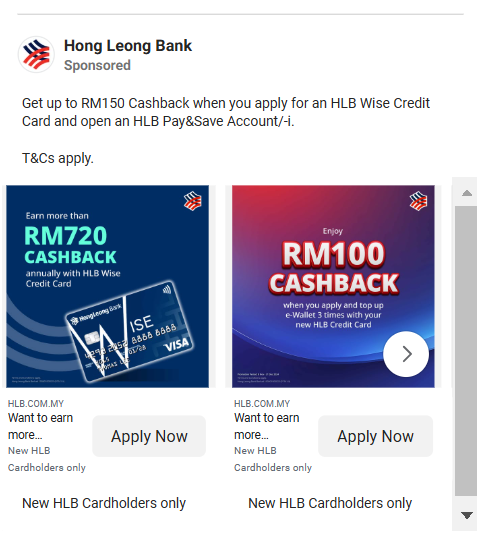 Hong Leong Bank
Sponsored
Get up to RM150 Cashback when you apply for an HLB Wise Credit
Card and open an HLB Pay&Save Account/-i.
T&Cs apply.
Earn more than
RM720
CASHBACK
annually with HLB Wise
Credit Card
HongLeong Bank
WISE
VISA
HLB.COM.MY
Want to earn
more...
New HLB
Cardholders only
Apply Now
New HLB Cardholders only
Enjoy
RM100
CASHBACK
when you apply and top up
e-Wallet 3 times with your
new HLB Credit Card
HLB.COM.MY
Want to earn
more...
New HLB
Cardholders only
Apply Now
New HLB Cardholders only